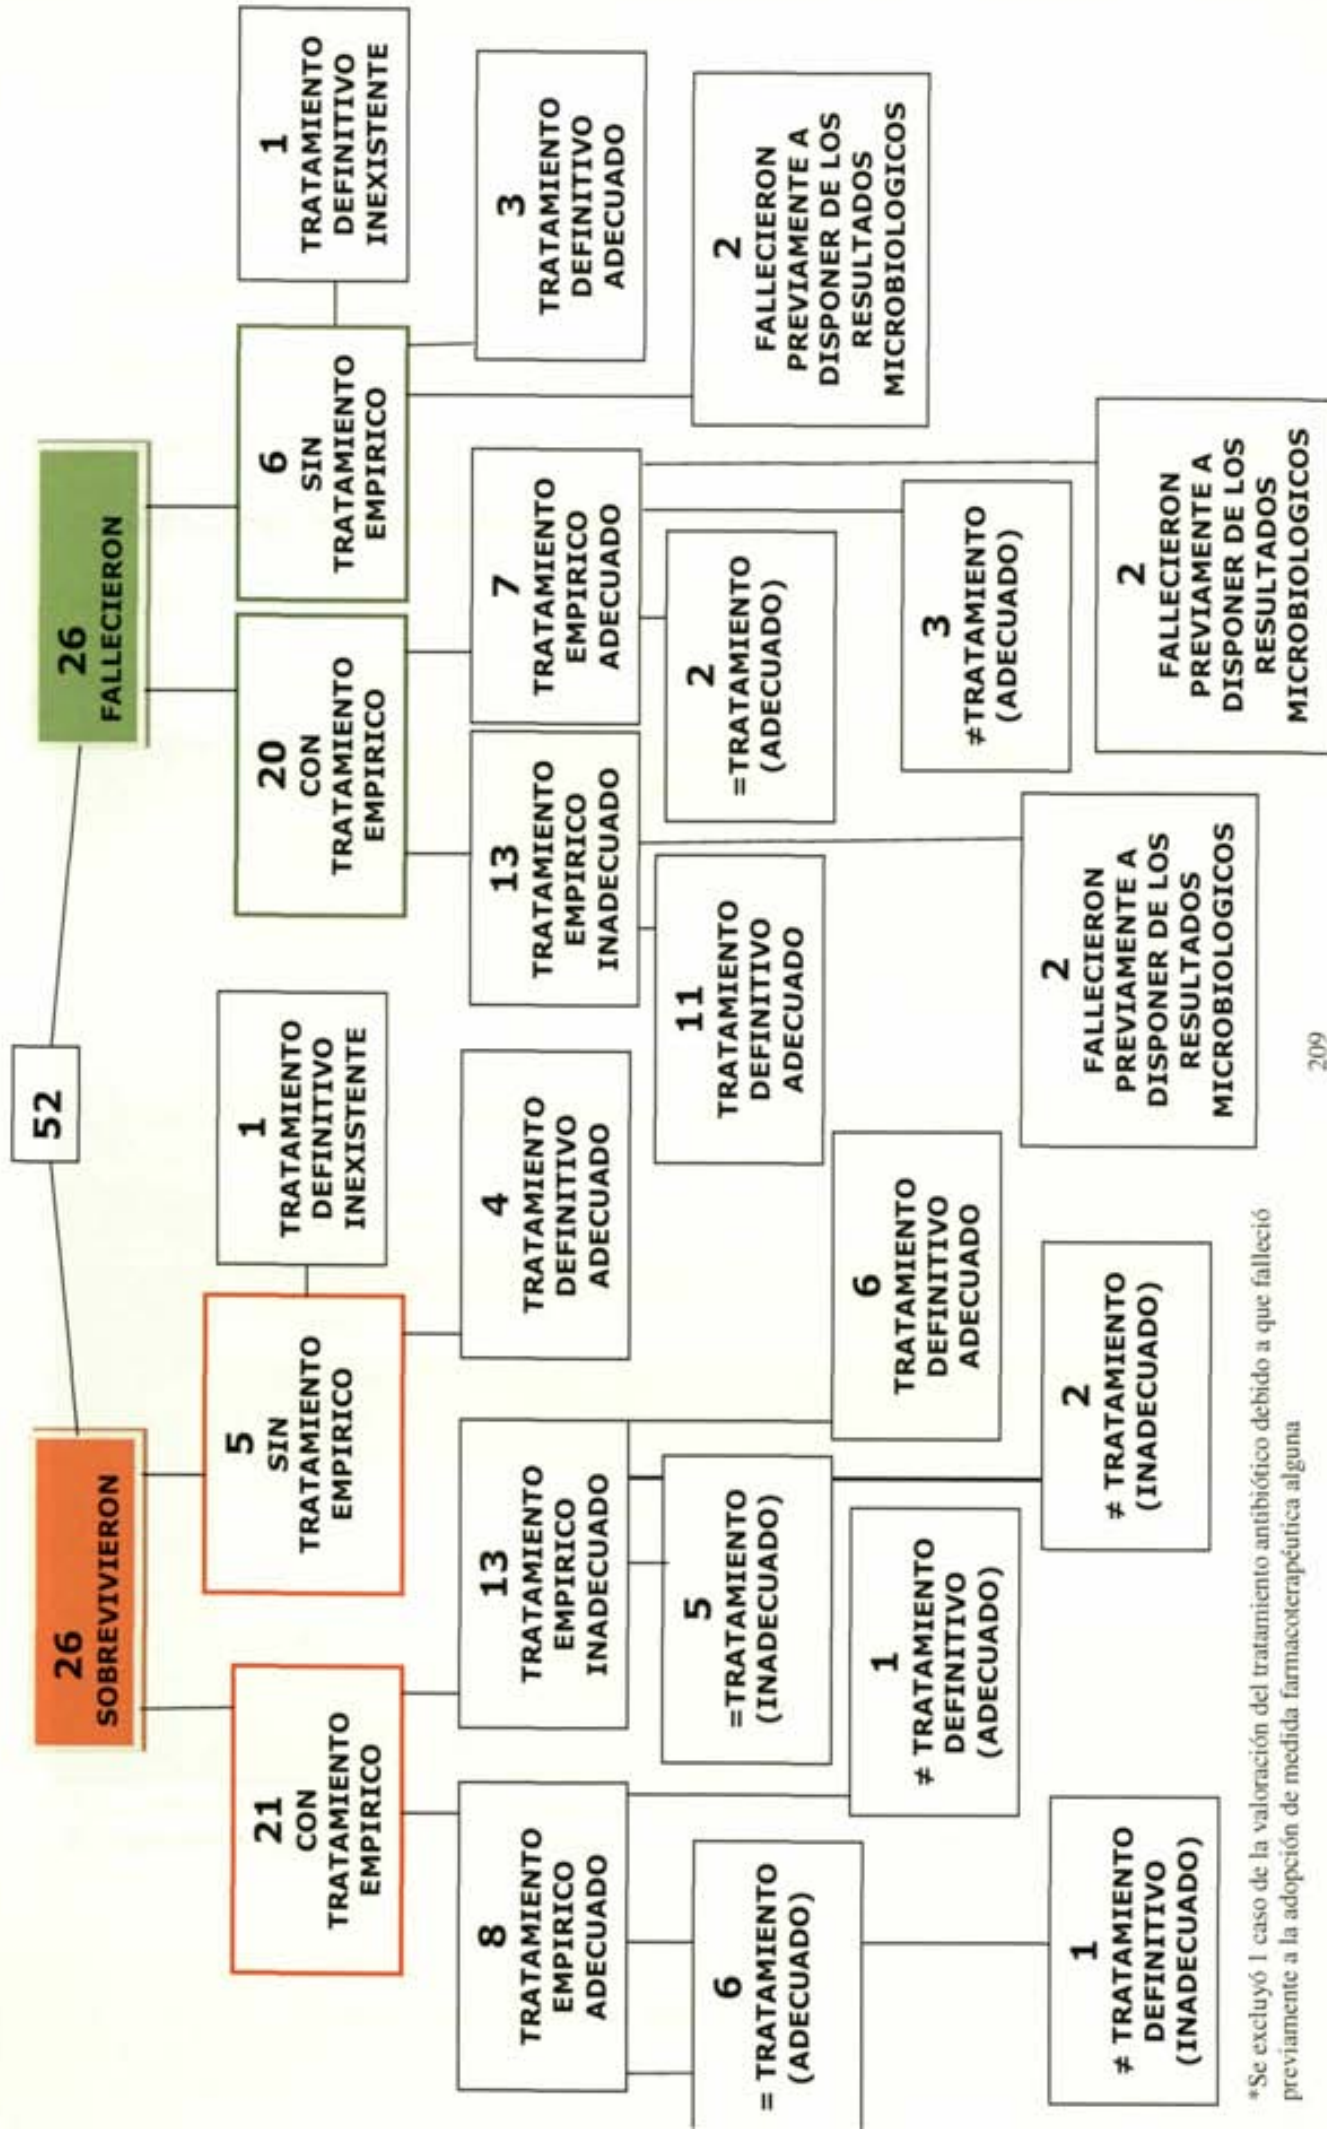 52
26
SOBREVIVIERON
26
FALLECIERON
21
CON
TRATAMIENTO
EMPIRICO
5
SIN
TRATAMIENTO
EMPIRICO
1
TRATAMIENTO
DEFINITIVO
INEXISTENTE
20
CON
TRATAMIENTO
EMPIRICO
6
SIN
TRATAMIENTO
EMPIRICO
1
TRATAMIENTO
DEFINITIVO
INEXISTENTE
8
TRATAMIENTO
EMPIRICO
ADECUADO
13
TRATAMIENTO
EMPIRICO
INADECUADO
4
TRATAMIENTO
DEFINITIVO
ADECUADO
13
TRATAMIENTO
EMPIRICO
INADECUADO
7
TRATAMIENTO
EMPIRICO
ADECUADO
3
TRATAMIENTO
DEFINITIVO
ADECUADO
6
= TRATAMIENTO
(ADECUADO)
5
=TRATAMIENTO
(INADECUADO)
11
TRATAMIENTO
DEFINITIVO
ADECUADO
2
=TRATAMIENTO
(ADECUADO)
2
FALLECIERON
PREVIAMENTE A
DISPONER DE LOS
RESULTADOS
MICROBIOLOGICOS
1
≠ TRATAMIENTO
DEFINITIVO
(ADECUADO)
6
TRATAMIENTO
DEFINITIVO
ADECUADO
3
≠TRATAMIENTO
(ADECUADO)
1
≠ TRATAMIENTO
DEFINITIVO
(INADECUADO)
2
≠ TRATAMIENTO
(INADECUADO)
2
FALLECIERON
PREVIAMENTE A
DISPONER DE LOS
RESULTADOS
MICROBIOLOGICOS
2
FALLECIERON
PREVIAMENTE A
DISPONER DE LOS
RESULTADOS
MICROBIOLOGICOS
*Se excluyó 1 caso de la valoración del tratamiento antibiótico debido a que falleció
previamente a la adopción de medida farmacoterapéutica alguna
209